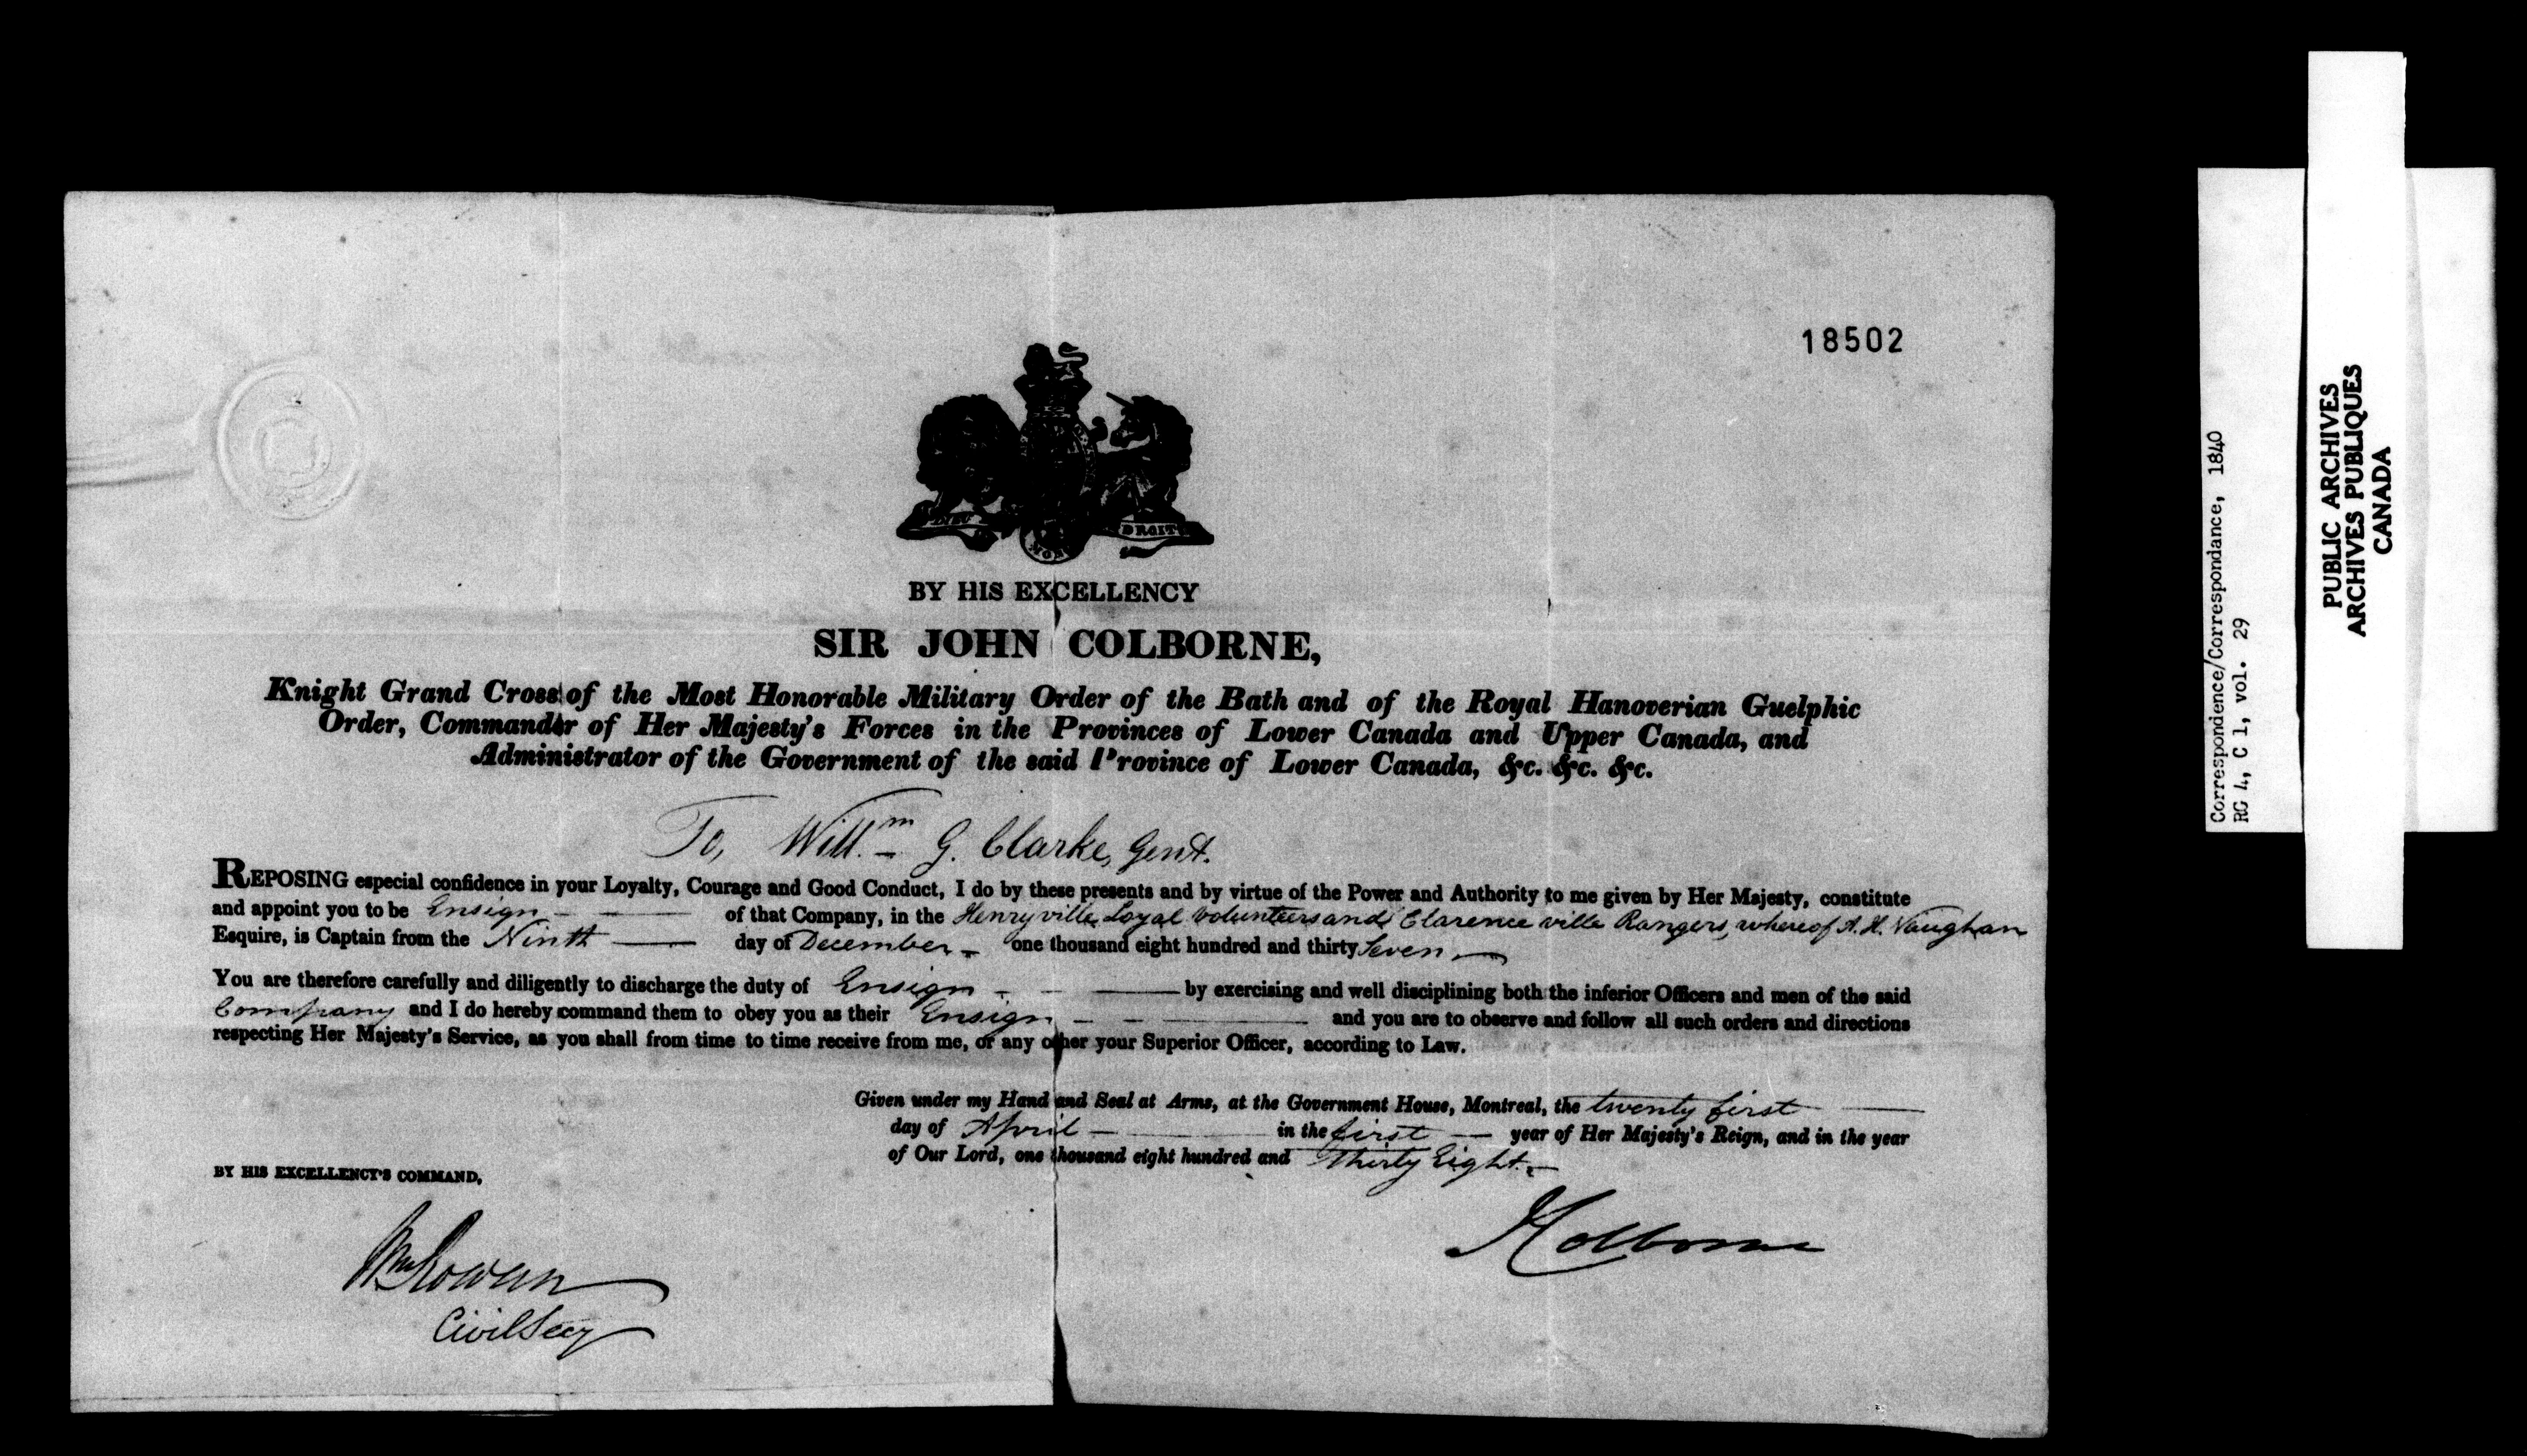 18502
DIEU
MON
DROIT
BY HIS EXCELLENCY
SIR JOHN COLBORNE,
Knight Grand Cross of the Most Honorable Military Order of the Bath and of the Royal Hanoverian Guelphic
Order, Commander of Her Majesty's Forces in the Provinces of Lower Canada and Upper Canada, and
Administrator of the Government of the said Province of Lower Canada, &c. &c. &c.
To, Willm G. Clarke, Gent.
REPOSING especial confidence in your Loyalty, Courage and Good Conduct, I do by these presents and by virtue of the Power and Authority to me given by Her Majesty, constitute
and appoint you to be Ensign — of that Company, in the Henryville Loyal Volunteers and Clarenceville Rangers, whereof A. H. Vaughan
Esquire, is Captain from the Ninth — day of December — one thousand eight hundred and thirty Seven —
You are therefore carefully and diligently to discharge the duty of Ensign — by exercising and well disciplining both the inferior Officers and men of the said
Company and I do hereby command them to obey you as their Ensign — and you are to observe and follow all such orders and directions
respecting Her Majesty's Service, as you shall from time to time receive from me, or any other your Superior Officer, according to Law.
Given under my Hand and Seal at Arms, at the Government House, Montreal, the twenty first —
day of April — in the first — year of Her Majesty's Reign, and in the year
of Our Lord, one thousand eight hundred and Thirty Eight. —
BY HIS EXCELLENCY'S COMMAND,
Wm Rowan
Civil Secy
J Colborne
Correspondence/Correspondance, 1840
RG 4, C 1, vol. 29
PUBLIC ARCHIVES
ARCHIVES PUBLIQUES
CANADA